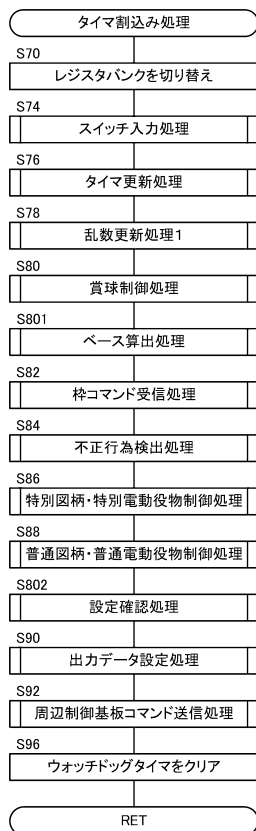 タイマ割込み処理
S70
レジスタバンクを切り替え
S74
スイッチ入力処理
S76
タイマ更新処理
S78
乱数更新処理1
S80
賞球制御処理
S801
ベース算出処理
S82
枠コマンド受信処理
S84
不正行為検出処理
S86
特別図柄・特別電動役物制御処理
S88
普通図柄・普通電動役物制御処理
S802
設定確認処理
S90
出力データ設定処理
S92
周辺制御基板コマンド送信処理
S96
ウォッチドッグタイマをクリア
RET